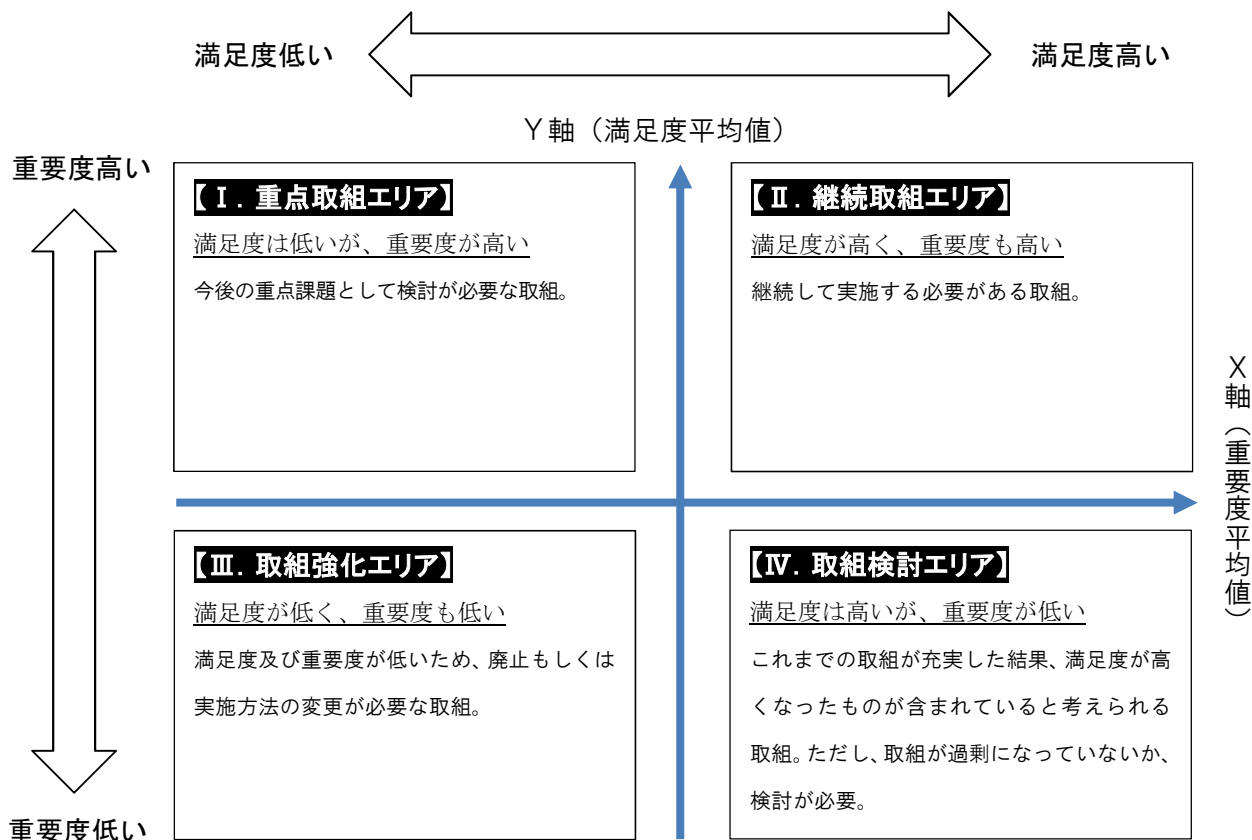 満足度低い
満足度高い
Y軸（満足度平均値）
重要度高い
【Ⅰ．重点取組エリア】
満足度は低いが、重要度が高い
今後の重点課題として検討が必要な取組。
【Ⅱ．継続取組エリア】
満足度が高く、重要度も高い
継続して実施する必要がある取組。
X軸（重要度平均値）
【Ⅲ．取組強化エリア】
満足度が低く、重要度も低い
満足度及び重要度が低いため、廃止もしくは
実施方法の変更が必要な取組。
【Ⅳ．取組検討エリア】
満足度は高いが、重要度が低い
これまでの取組が充実した結果、満足度が高
くなったものが含まれていると考えられる
取組。ただし、取組が過剰になっていないか、
検討が必要。
重要度低い